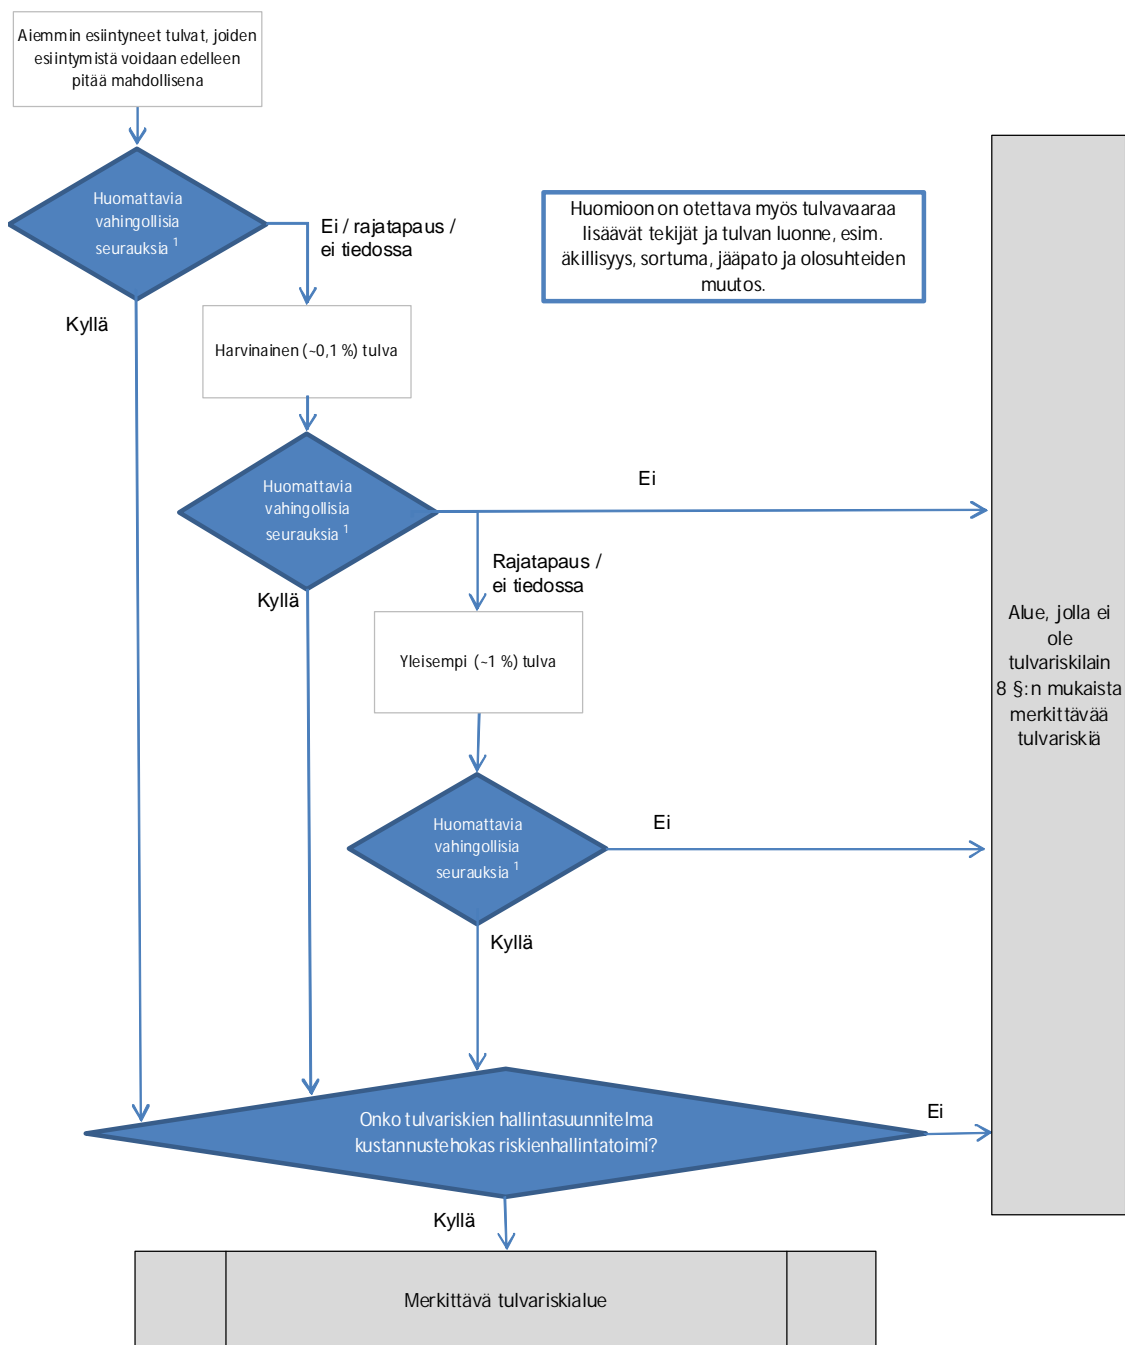 Aiemmin esiintyneet tulvat, joiden
esiintymistä voidaan edelleen
pitää mahdollisena
Huomattavia
vahingollisia
seurauksia 1
Ei / rajatapaus /
ei tiedossa
Huomioon on otettava myös tulvavaaraa
lisäävät tekijät ja tulvan luonne, esim.
äkillisyys, sortuma, jääpato ja olosuhteiden
muutos.
Kyllä
Harvinainen (~0,1 %) tulva
Huomattavia
vahingollisia
seurauksia 1
Ei
Rajatapaus /
ei tiedossa
Kyllä
Yleisempi (~1 %) tulva
Alue, jolla ei
ole
tulvariskilain
8 §:n mukaista
merkittävää
tulvariskiä
Huomattavia
vahingollisia
seurauksia 1
Ei
Kyllä
Onko tulvariskien hallintasuunnitelma
kustannustehokas riskienhallintatoimi?
Ei
Kyllä
Merkittävä tulvariskialue